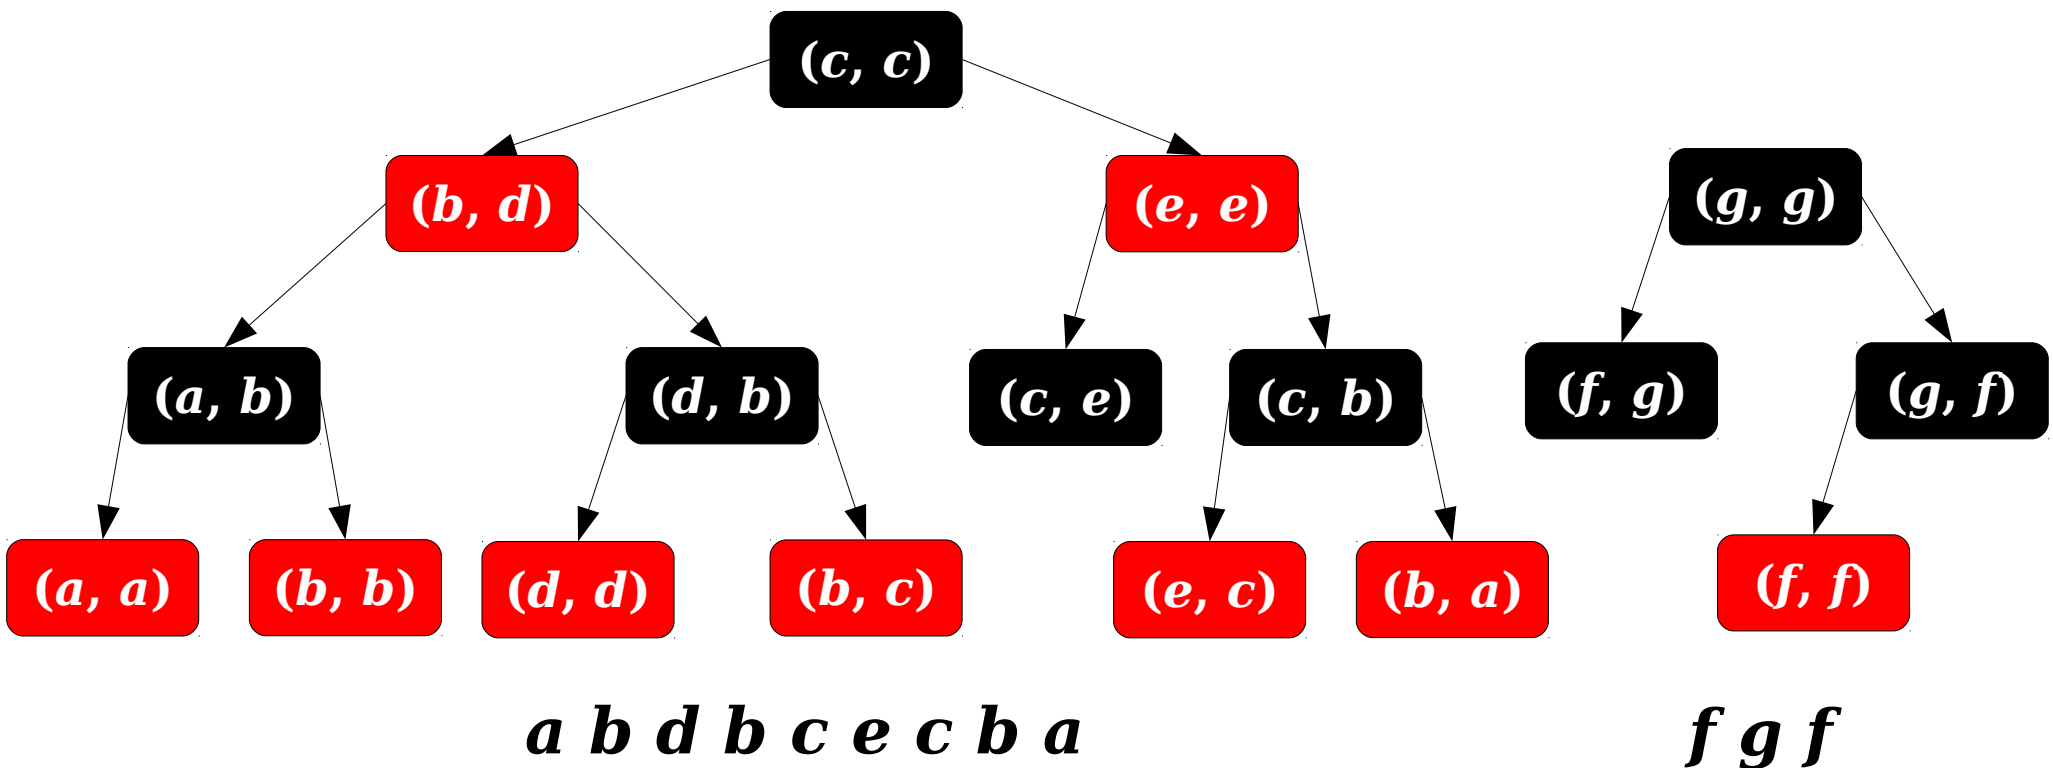 (c, c)
(b, d) (e, e) (g, g)
(a, b) (d, b) (c, e) (c, b) (f, g) (g, f)
(a, a) (b, b) (d, d) (b, c) (e, c) (b, a) (f, f)
a b d b c e c b a f g f